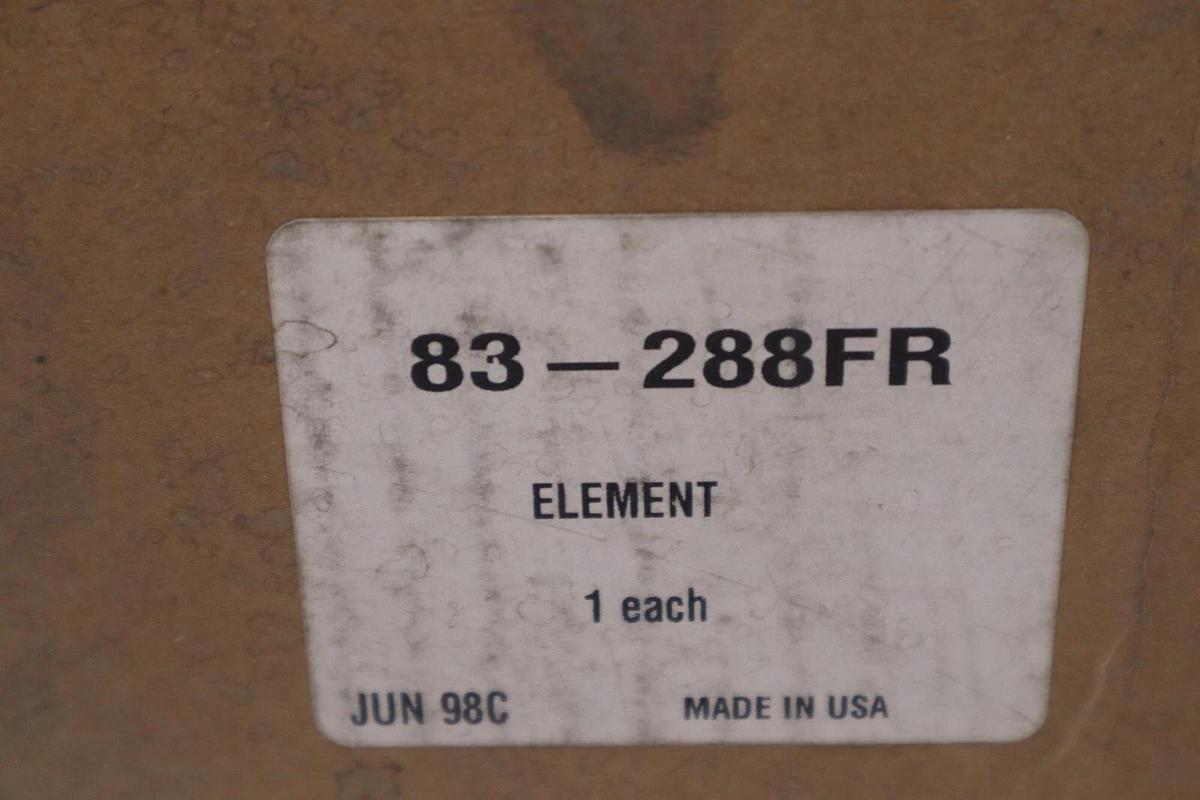 83-288FR
ELEMENT
1 each
JUN 98C MADE IN USA